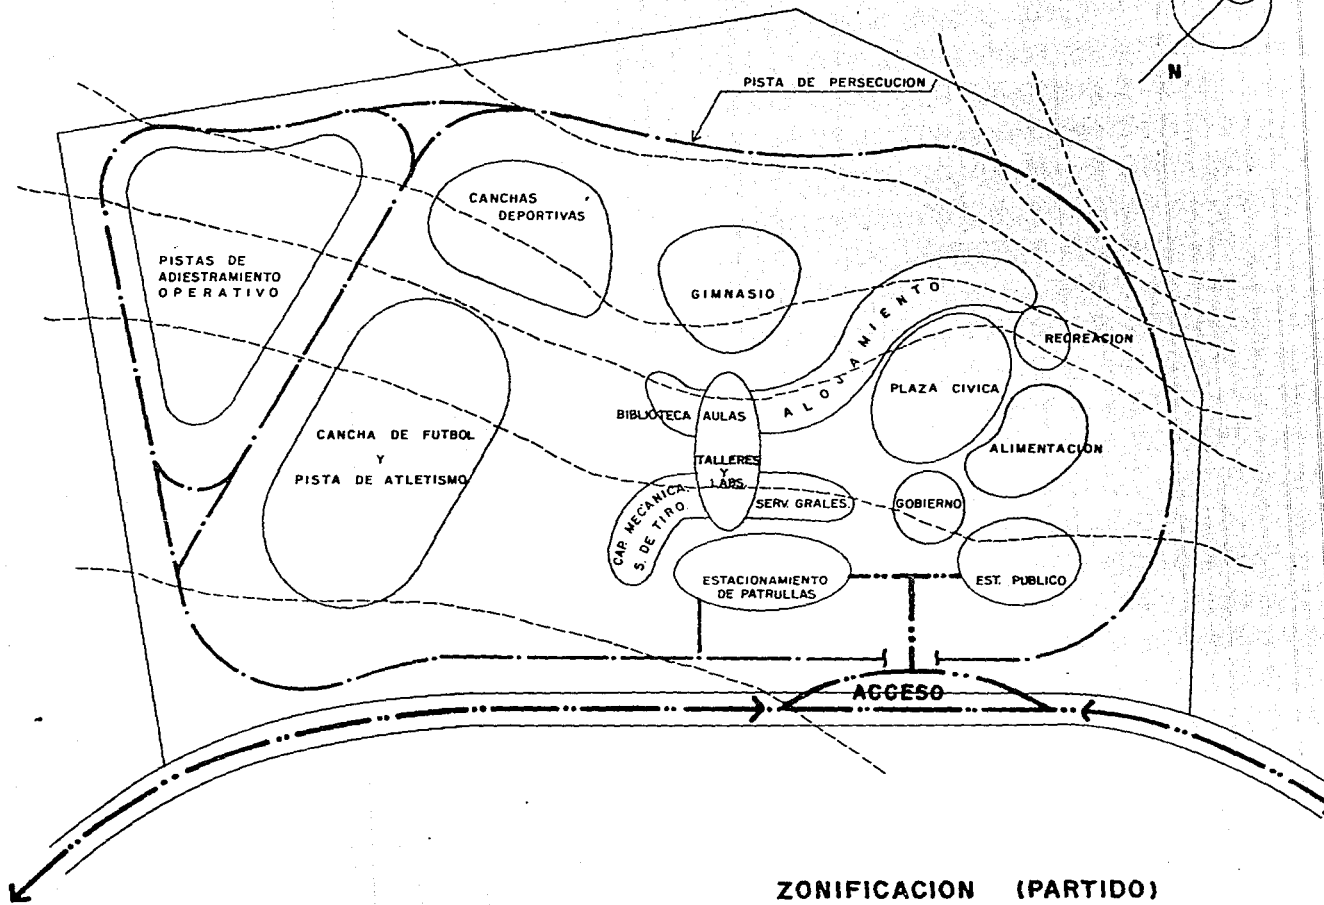 N
PISTA DE PERSECUCION
CANCHAS
DEPORTIVAS
PISTAS DE
ADIESTRAMIENTO
OPERATIVO
GIMNASIO
ALOJAMIENTO
RECREACION
PLAZA CIVICA
BIBLIOTECA
AULAS
ALIMENTACION
CANCHA DE FUTBOL
Y
PISTA DE ATLETISMO
TALLERES
Y
LABS.
CAP. MECANICA.
S. DE TIRO.
SERV. GRALES.
GOBIERNO
ESTACIONAMIENTO
DE PATRULLAS
EST. PUBLICO
ACCESO
ZONIFICACION (PARTIDO)